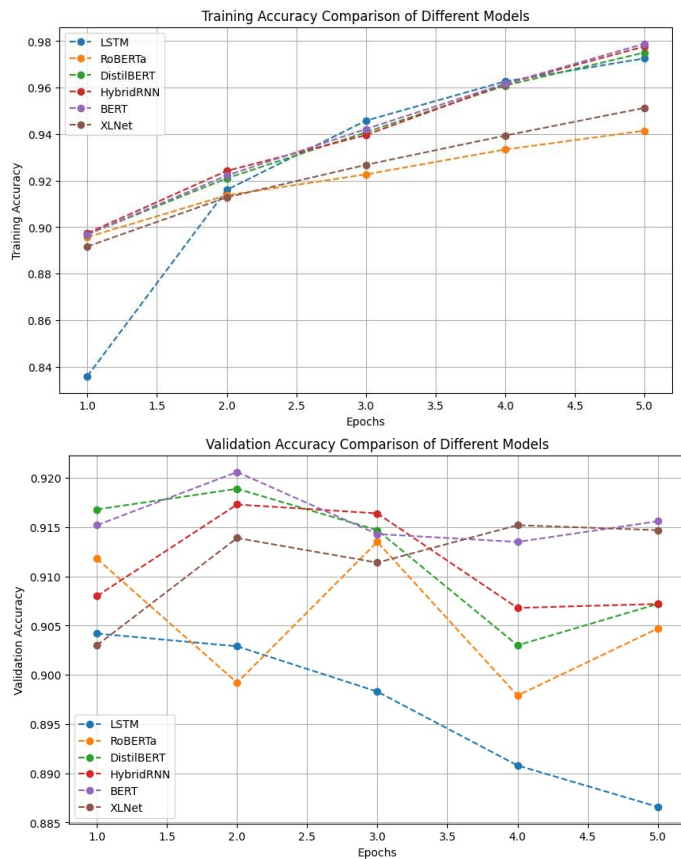 Training Accuracy Comparison of Different Models
0.98
0.96
0.94
0.92
0.90
0.88
0.86
0.84
Training Accuracy
LSTM
RoBERTa
DistilBERT
HybridRNN
BERT
XLNet
1.0 1.5 2.0 2.5 3.0 3.5 4.0 4.5 5.0
Epochs
Validation Accuracy Comparison of Different Models
0.920
0.915
0.910
0.905
0.900
0.895
0.890
0.885
Validation Accuracy
LSTM
RoBERTa
DistilBERT
HybridRNN
BERT
XLNet
1.0 1.5 2.0 2.5 3.0 3.5 4.0 4.5 5.0
Epochs